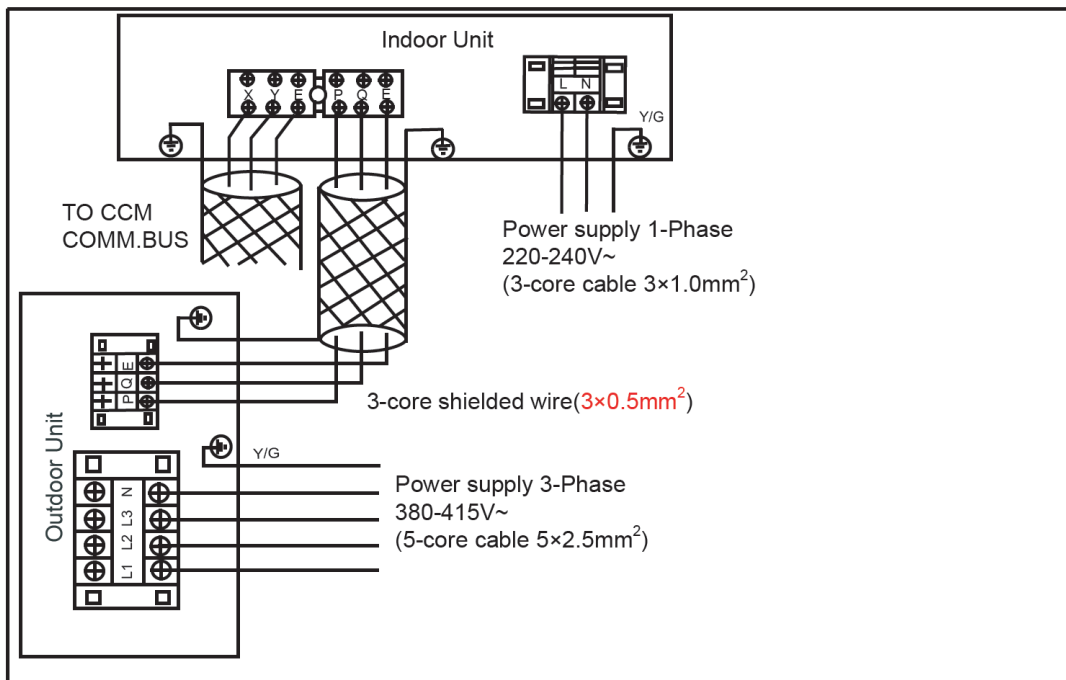 Indoor Unit
X Y E P Q E
L N
Y/G
TO CCM
COMM.BUS
Power supply 1-Phase
220-240V~
(3-core cable 3×1.0mm²)
E
Q
P
3-core shielded wire(3×0.5mm²)
Outdoor Unit
Y/G
N
L3
L2
L1
Power supply 3-Phase
380-415V~
(5-core cable 5×2.5mm²)